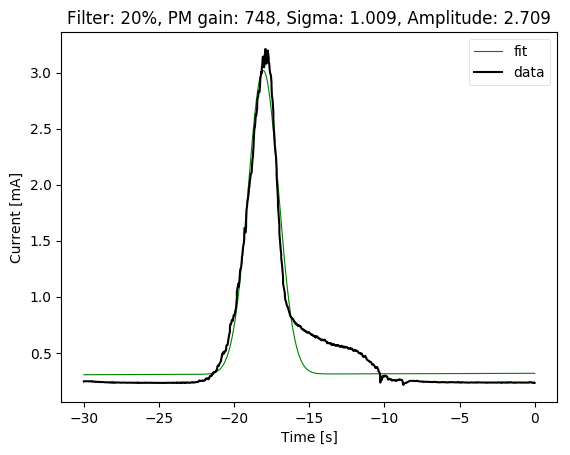 Filter: 20%, PM gain: 748, Sigma: 1.009, Amplitude: 2.709
fit
data
Current [mA]
3.0
2.5
2.0
1.5
1.0
0.5
−30
−25
−20
−15
−10
−5
0
Time [s]